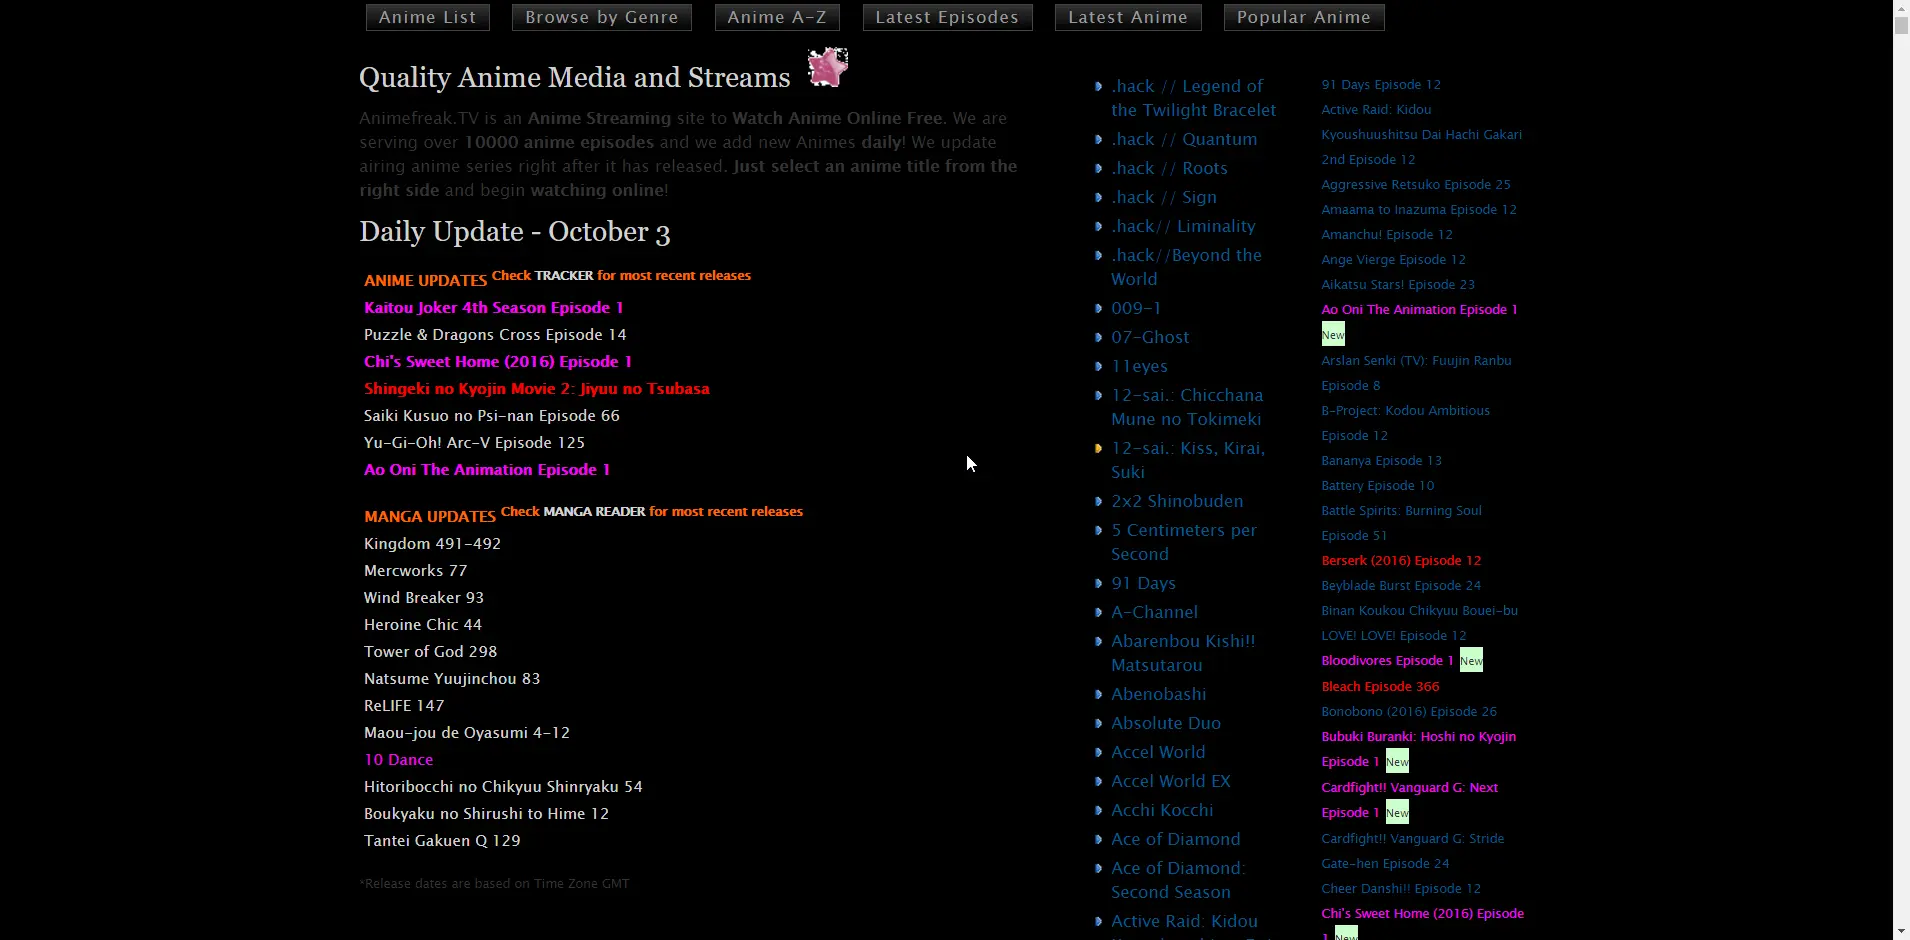 Anime List
Browse by Genre
Anime A-Z
Latest Episodes
Latest Anime
Popular Anime
Quality Anime Media and Streams
Animefreak.TV is an Anime Streaming site to Watch Anime Online Free. We are
serving over 10000 anime episodes and we add new Animes daily! We update
airing anime series right after it has released. Just select an anime title from the
right side and begin watching online!
Daily Update - October 3
ANIME UPDATES Check TRACKER for most recent releases
Kaitou Joker 4th Season Episode 1
Puzzle & Dragons Cross Episode 14
Chi's Sweet Home (2016) Episode 1
Shingeki no Kyojin Movie 2: Jiyuu no Tsubasa
Saiki Kusuo no Psi-nan Episode 66
Yu-Gi-Oh! Arc-V Episode 125
Ao Oni The Animation Episode 1
MANGA UPDATES Check MANGA READER for most recent releases
Kingdom 491-492
Mercworks 77
Wind Breaker 93
Heroine Chic 44
Tower of God 298
Natsume Yuujinchou 83
ReLIFE 147
Maou-jou de Oyasumi 4-12
10 Dance
Hitoribocchi no Chikyuu Shinryaku 54
Boukyaku no Shirushi to Hime 12
Tantei Gakuen Q 129
*Release dates are based on Time Zone GMT
.hack // Legend of
the Twilight Bracelet
.hack // Quantum
.hack // Roots
.hack // Sign
.hack// Liminality
.hack//Beyond the
World
009-1
07-Ghost
11eyes
12-sai.: Chicchana
Mune no Tokimeki
12-sai.: Kiss, Kirai,
Suki
2x2 Shinobuden
5 Centimeters per
Second
91 Days
A-Channel
Abarenbou Kishi!!
Matsutarou
Abenobashi
Absolute Duo
Accel World
Accel World EX
Acchi Kocchi
Ace of Diamond
Ace of Diamond:
Second Season
Active Raid: Kidou
91 Days Episode 12
Active Raid: Kidou
Kyoushuushitsu Dai Hachi Gakari
2nd Episode 12
Aggressive Retsuko Episode 25
Amaama to Inazuma Episode 12
Amanchu! Episode 12
Ange Vierge Episode 12
Aikatsu Stars! Episode 23
Ao Oni The Animation Episode 1
New
Arslan Senki (TV): Fuujin Ranbu
Episode 8
B-Project: Kodou Ambitious
Episode 12
Bananya Episode 13
Battery Episode 10
Battle Spirits: Burning Soul
Episode 51
Berserk (2016) Episode 12
Beyblade Burst Episode 24
Binan Koukou Chikyuu Bouei-bu
LOVE! LOVE! Episode 12
Bloodivores Episode 1 New
Bleach Episode 366
Bonobono (2016) Episode 26
Bubuki Buranki: Hoshi no Kyojin
Episode 1 New
Cardfight!! Vanguard G: Next
Episode 1 New
Cardfight!! Vanguard G: Stride
Gate-hen Episode 24
Cheer Danshi!! Episode 12
Chi's Sweet Home (2016) Episode
1 New